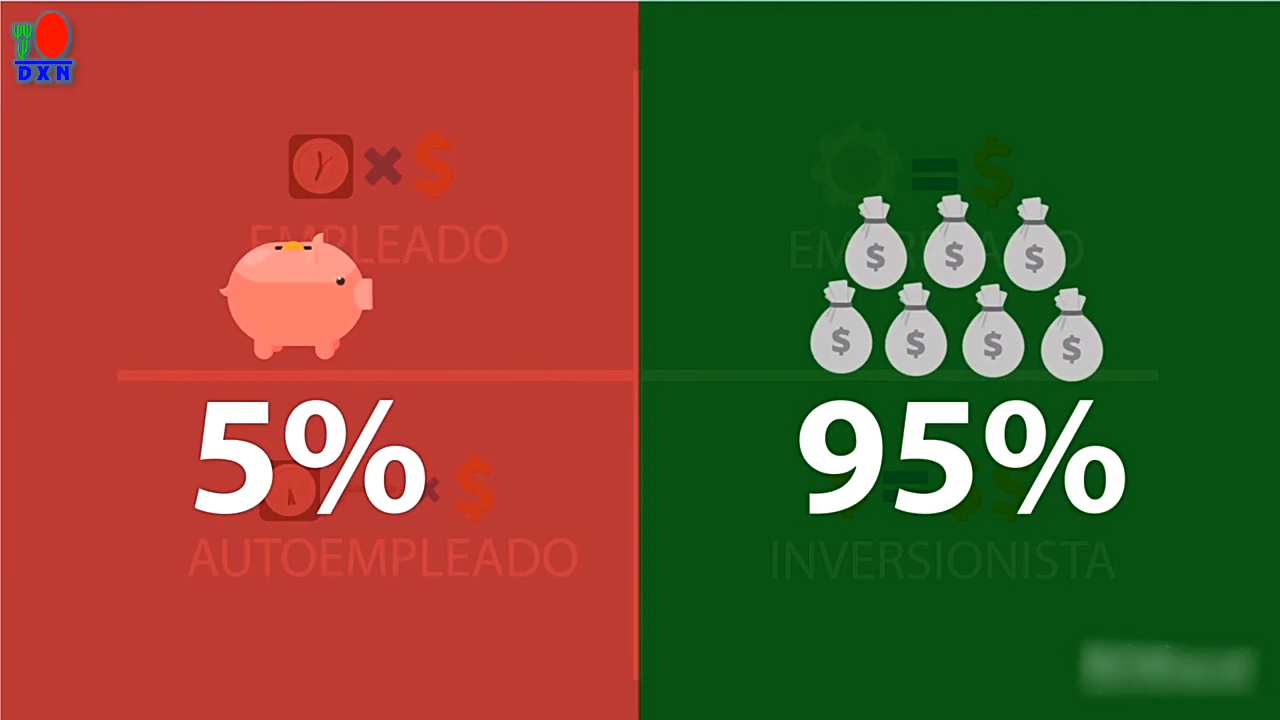 DXN
EMPLEADO
5%
AUTOEMPLEADO
95%
INVERSIONISTA